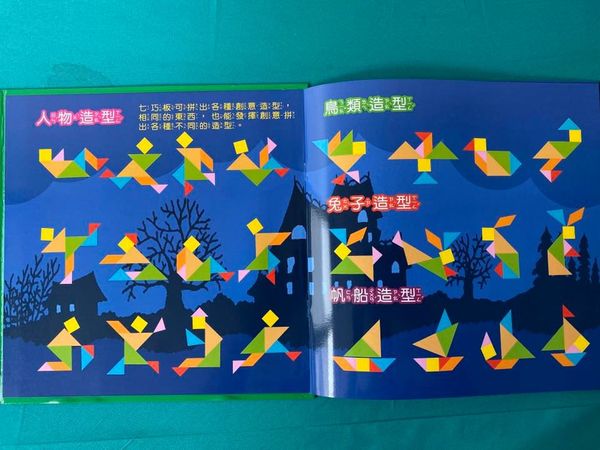 人物造型
七巧板可拼出各種創意造型，
相同的東西，也能發揮創意拼
出各種不同的造型。
鳥類造型
兔子造型
帆船造型